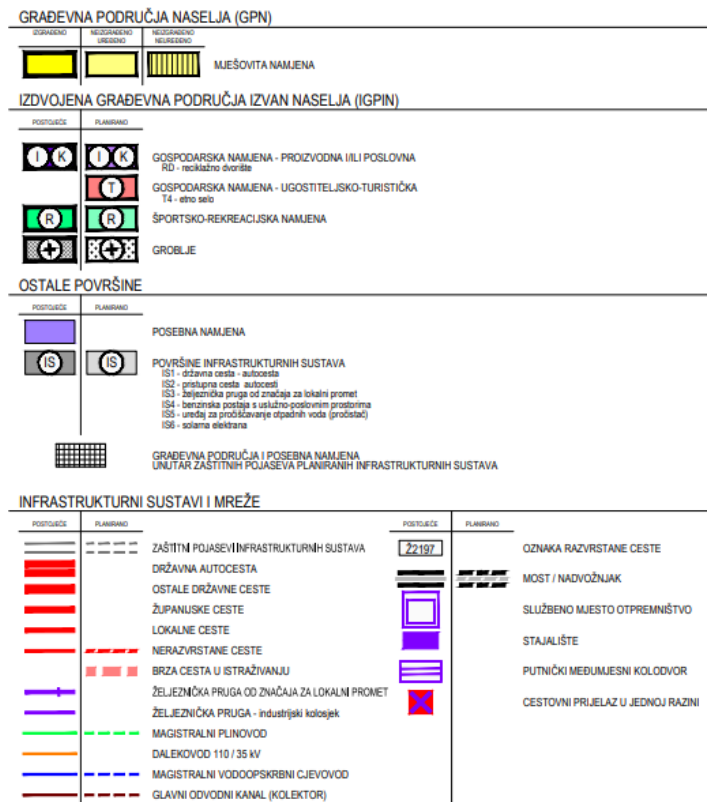 GRAĐEVNA PODRUČJA NASELJA (GPN)
IZGRAĐENO NEIZGRAĐENO UREĐENO NEIZGRAĐENO NEUREĐENO
MJEŠOVITA NAMJENA
IZDVOJENA GRAĐEVNA PODRUČJA IZVAN NASELJA (IGPIN)
POSTOJEĆE PLANIRANO
I K I K GOSPODARSKA NAMJENA - PROIZVODNA I/ILI POSLOVNA
RD - reciklažno dvorište
T GOSPODARSKA NAMJENA - UGOSTITELJSKO-TURISTIČKA
T4 - etno selo
R R ŠPORTSKO-REKREACIJSKA NAMJENA
GROBLJE
OSTALE POVRŠINE
POSTOJEĆE PLANIRANO
POSEBNA NAMJENA
IS IS POVRŠINE INFRASTRUKTURNIH SUSTAVA
IS1 - državna cesta - autocesta
IS2 - pristupna cesta autocesti
IS3 - željeznička pruga od značaja za lokalni promet
IS4 - benzinska postaja s uslužno-poslovnim prostorima
IS5 - uređaj za pročišćavanje otpadnih voda (pročistač)
IS6 - solarna elektrana
GRAĐEVNA PODRUČJA I POSEBNA NAMJENA
UNUTAR ZAŠTITNIH POJASEVA PLANIRANIH INFRASTRUKTURNIH SUSTAVA
INFRASTRUKTURNI SUSTAVI I MREŽE
POSTOJEĆE PLANIRANO
ZAŠTITNI POJASEVI INFRASTRUKTURNIH SUSTAVA
DRŽAVNA AUTOCESTA
OSTALE DRŽAVNE CESTE
ŽUPANIJSKE CESTE
LOKALNE CESTE
NERAZVRSTANE CESTE
BRZA CESTA U ISTRAŽIVANJU
ŽELJEZNIČKA PRUGA OD ZNAČAJA ZA LOKALNI PROMET
ŽELJEZNIČKA PRUGA - industrijski kolosjek
MAGISTRALNI PLINOVOD
DALEKOVOD 110 / 35 kV
MAGISTRALNI VODOOPSKRBNI CJEVOVOD
GLAVNI ODVODNI KANAL (KOLEKTOR)
POSTOJEĆE PLANIRANO
Ž2197 OZNAKA RAZVRSTANE CESTE
MOST / NADVOŽNJAK
SLUŽBENO MJESTO OTPREMNIŠTVO
STAJALIŠTE
PUTNIČKI MEĐUMJESNI KOLODVOR
CESTOVNI PRIJELAZ U JEDNOJ RAZINI